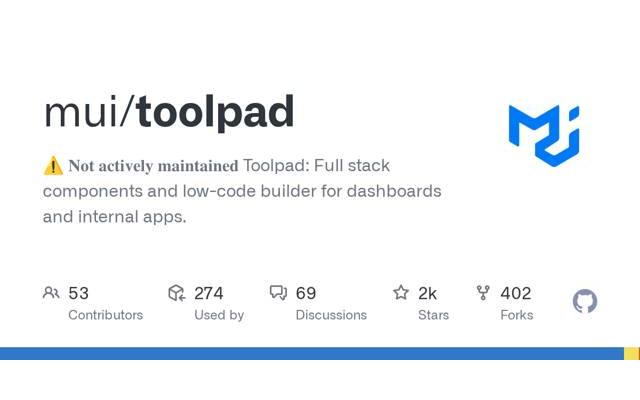 mui/toolpad
⚠️ Not actively maintained Toolpad: Full stack
components and low-code builder for dashboards
and internal apps.
53 274 69 2k 402
Contributors Used by Discussions Stars Forks